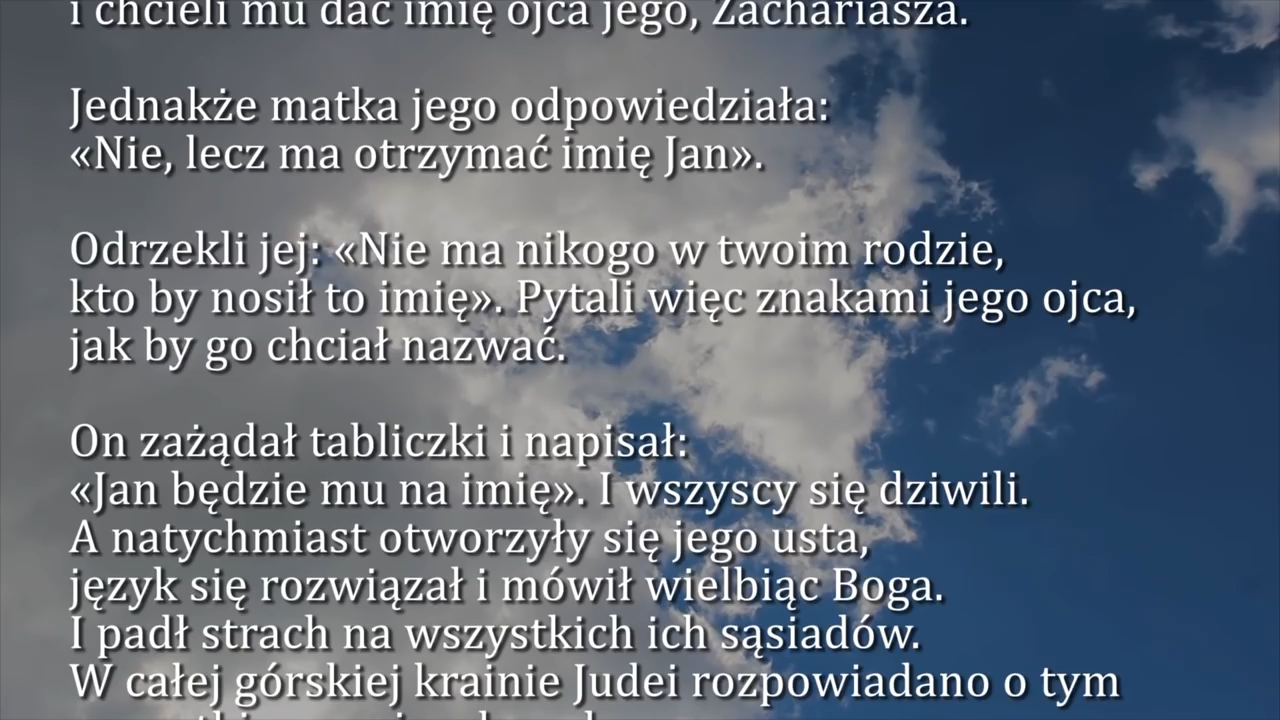 i chcieli mu dać imię ojca jego, Zachariasza.
Jednakże matka jego odpowiedziała:
«Nie, lecz ma otrzymać imię Jan».
Odrzekli jej: «Nie ma nikogo w twoim rodzie,
kto by nosił to imię». Pytali więc znakami jego ojca,
jak by go chciał nazwać.
On zażądał tabliczki i napisał:
«Jan będzie mu na imię». I wszyscy się dziwili.
A natychmiast otworzyły się jego usta,
język się rozwiązał i mówił wielbiąc Boga.
I padł strach na wszystkich ich sąsiadów.
W całej górskiej krainie Judei rozpowiadano o tym